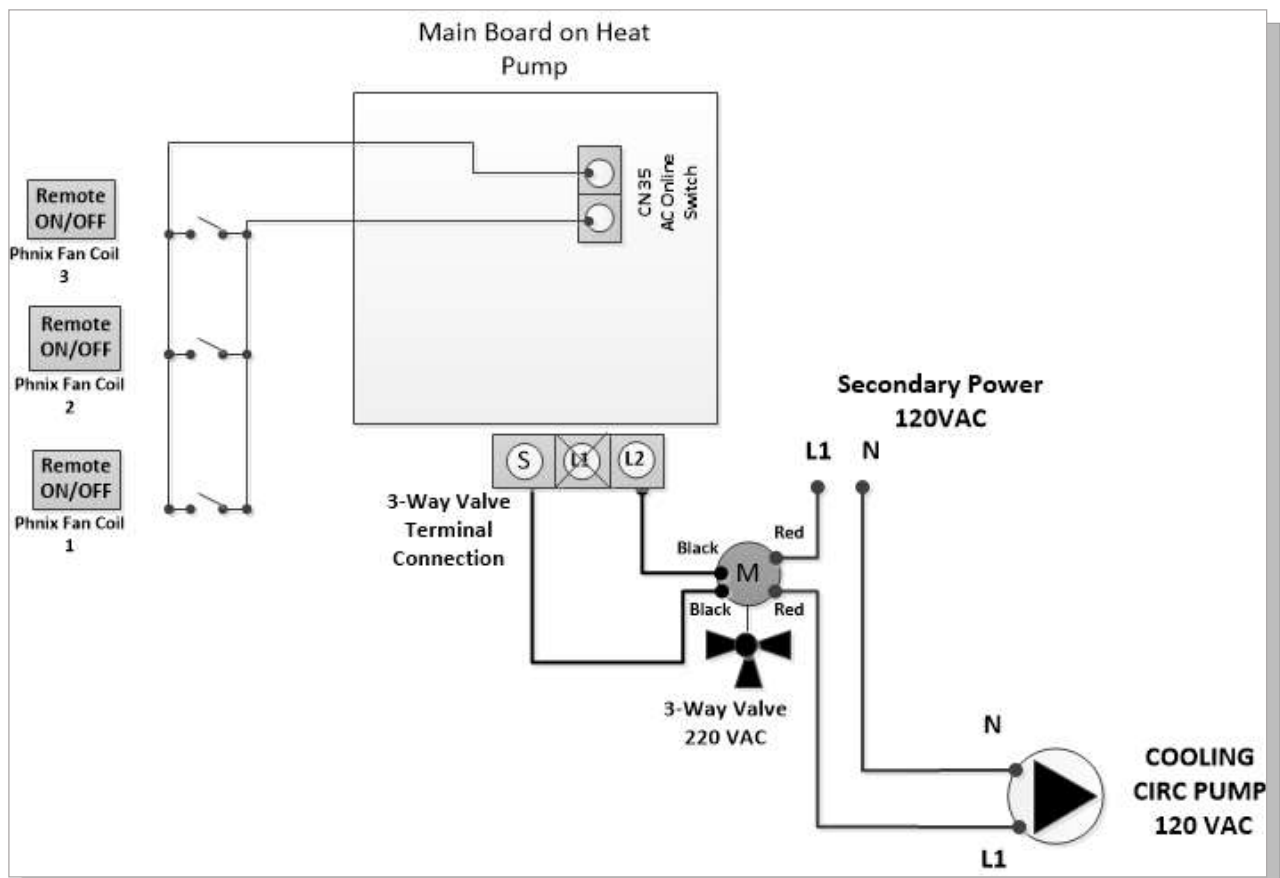 Main Board on Heat
Pump
CN35
AC Online
Switch
Remote
ON/OFF
Phnix Fan Coil
3
Remote
ON/OFF
Phnix Fan Coil
2
Remote
ON/OFF
Phnix Fan Coil
1
S
L1
L2
3-Way Valve
Terminal
Connection
Secondary Power
120VAC
L1
N
Black
Red
M
Black
Red
3-Way Valve
220 VAC
N
COOLING
CIRC PUMP
120 VAC
L1